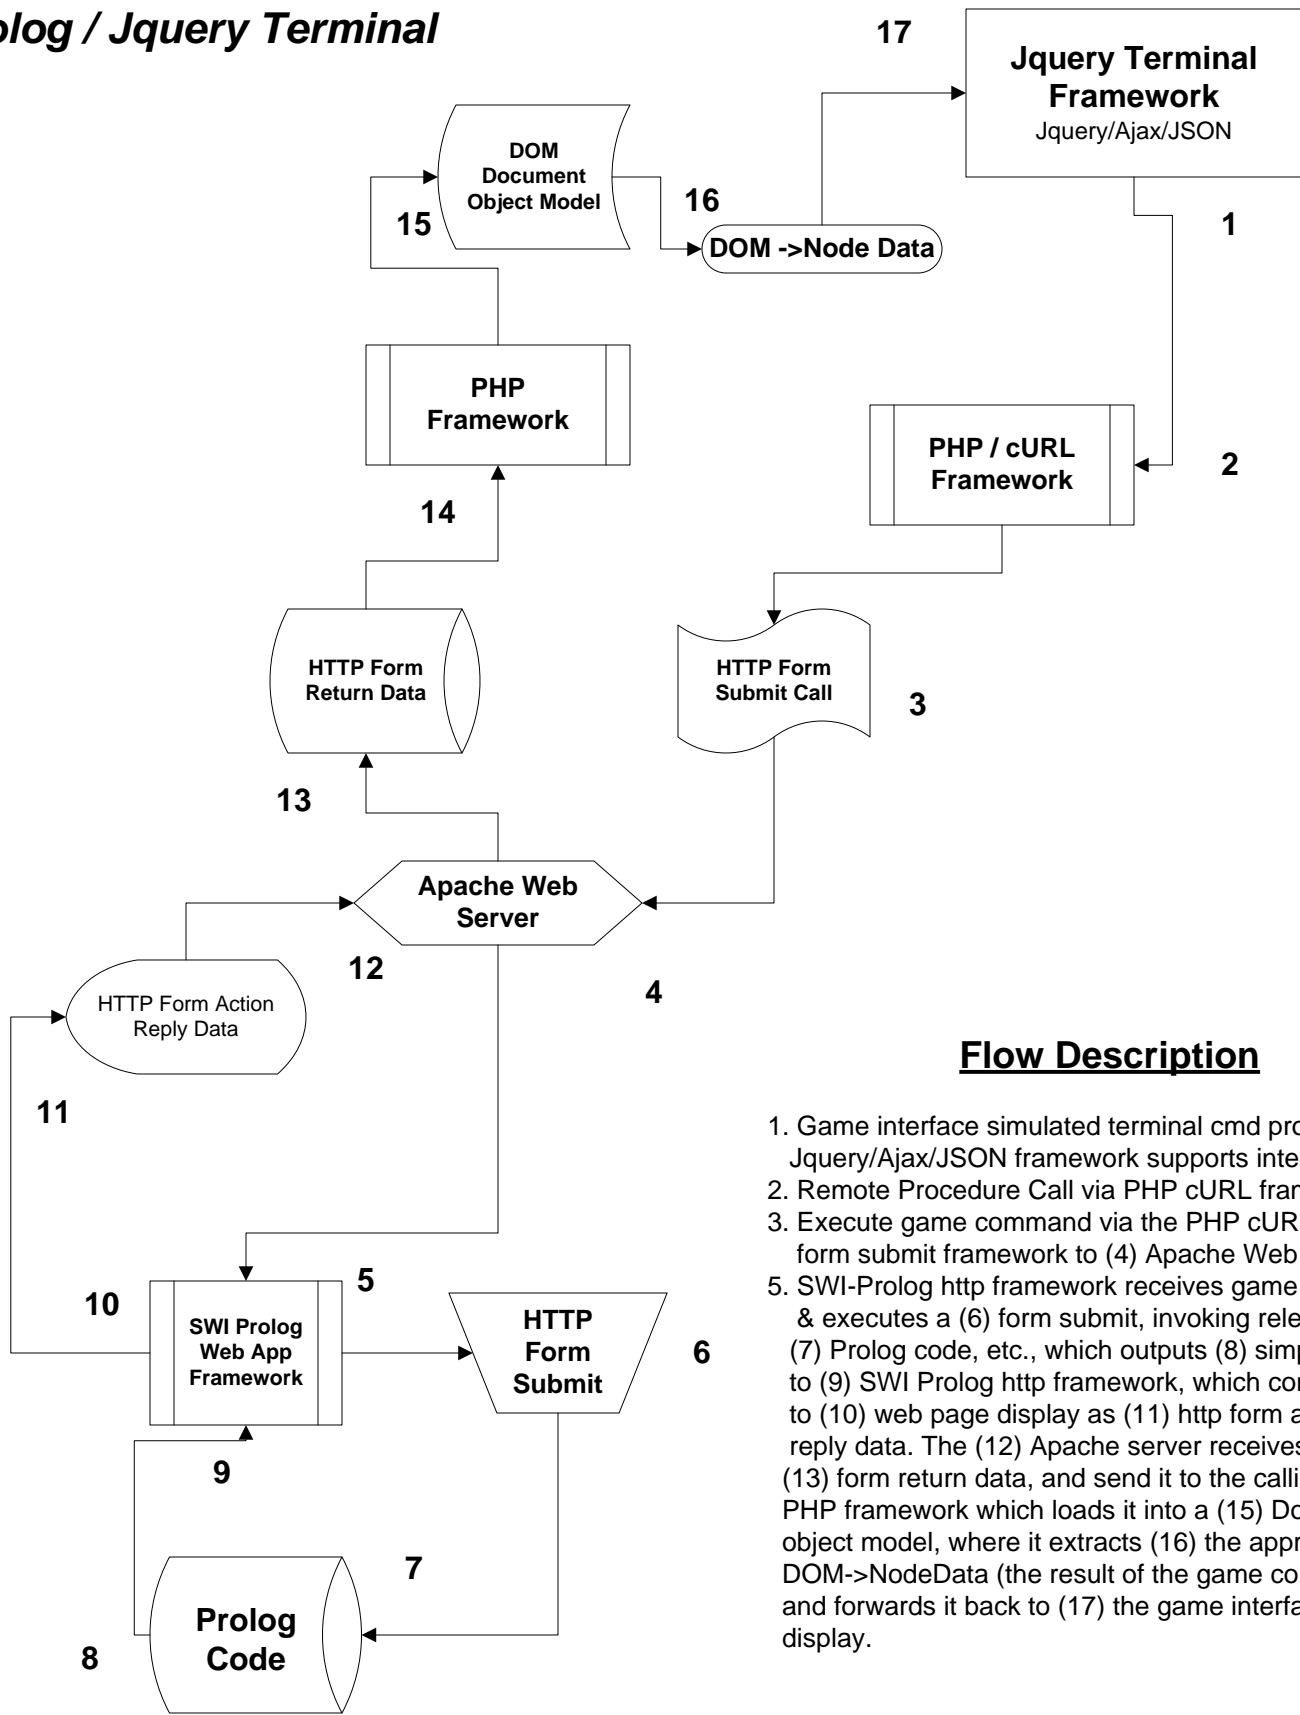 olog / Jquery Terminal
17
Jquery Terminal
Framework
Jquery/Ajax/JSON
DOM
Document
Object Model
15
16
DOM ->Node Data
1
PHP
Framework
PHP / cURL
Framework
2
14
HTTP Form
Return Data
HTTP Form
Submit Call
3
13
Apache Web
Server
12
4
HTTP Form Action
Reply Data
11
10
5
SWI Prolog
Web App
Framework
HTTP
Form
Submit
6
9
7
Prolog
Code
8
Flow Description
1. Game interface simulated terminal cmd pro
Jquery/Ajax/JSON framework supports inte
2. Remote Procedure Call via PHP cURL fra
3. Execute game command via the PHP cUR
form submit framework to (4) Apache Web
5. SWI-Prolog http framework receives game
& executes a (6) form submit, invoking rele
(7) Prolog code, etc., which outputs (8) simp
to (9) SWI Prolog http framework, which co
to (10) web page display as (11) http form a
reply data. The (12) Apache server receives
(13) form return data, and send it to the calli
PHP framework which loads it into a (15) Do
object model, where it extracts (16) the appr
DOM->NodeData (the result of the game co
and forwards it back to (17) the game interfa
display.